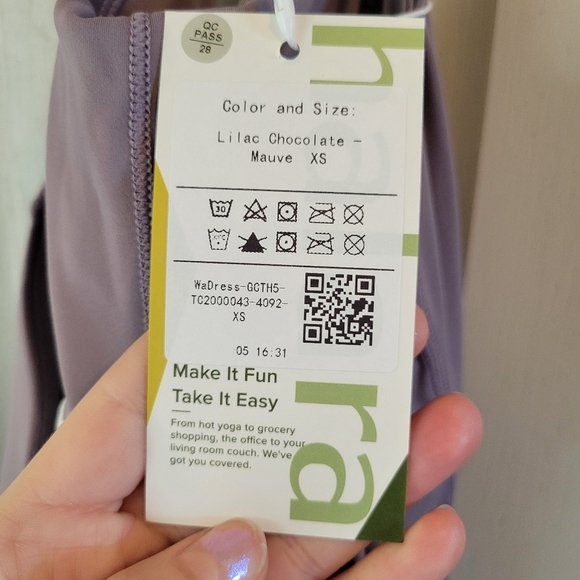 QC
PASS
28
Color and Size:
Lilac Chocolate -
Mauve XS
30
WaDress-GCTH5-
TC2000043-4092-
XS
05 16:31
Make It Fun
Take It Easy
From hot yoga to grocery
shopping, the office to your
living room couch. We've
got you covered.
ra